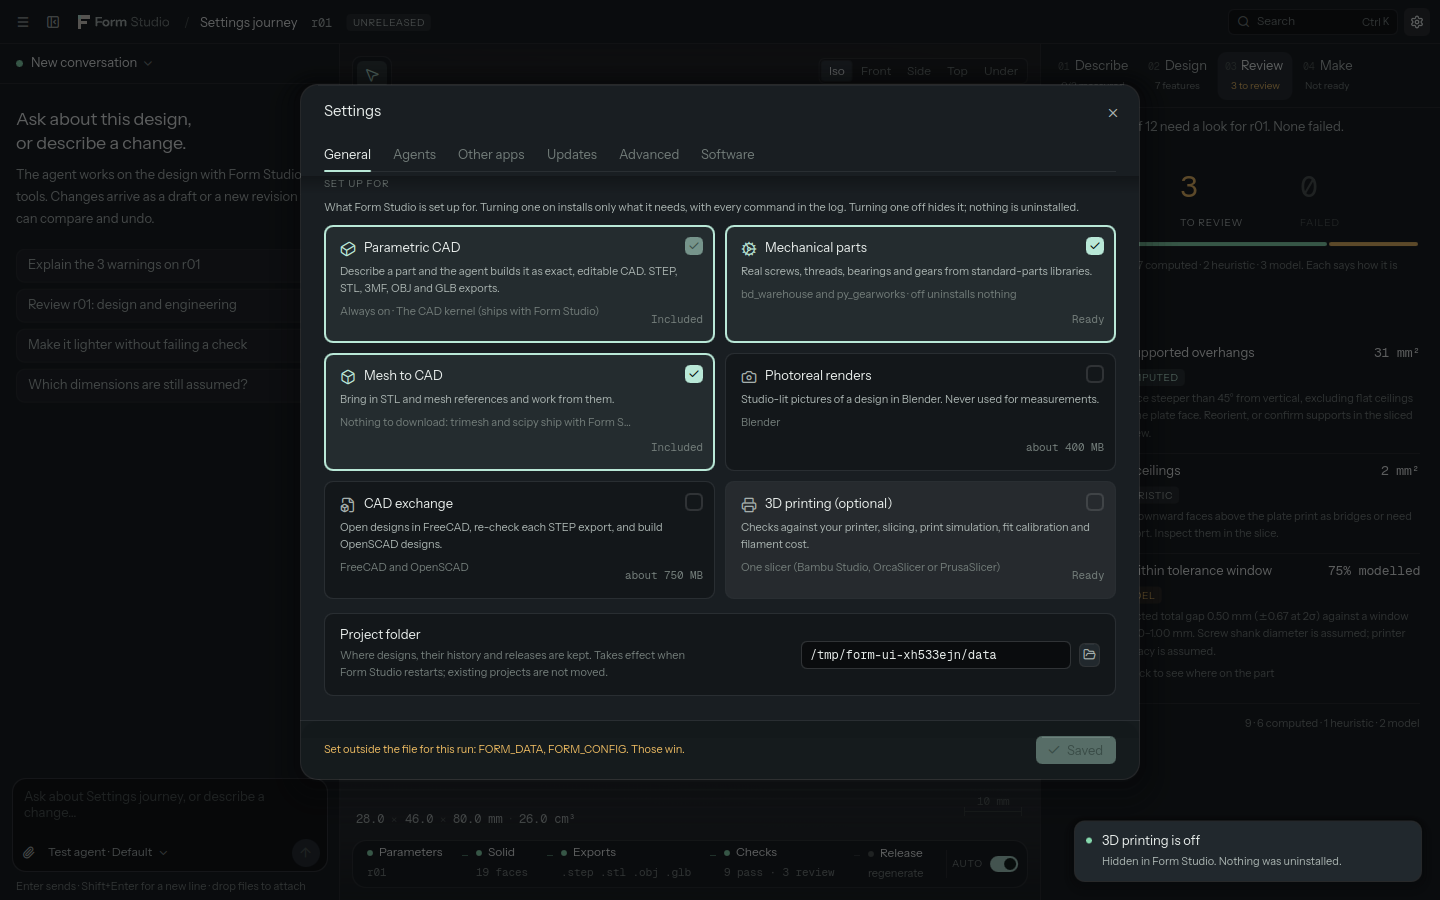 Form Studio / Settings journey r01 UNRELEASED
Search Ctrl K
New conversation
Ask about this design,
or describe a change.
The agent works on the design with Form Studio
tools. Changes arrive as a draft or a new revision
can compare and undo.
Explain the 3 warnings on r01
Review r01: design and engineering
Make it lighter without failing a check
Which dimensions are still assumed?
Ask about Settings journey, or describe a
change...
Test agent · Default
Enter sends · Shift+Enter for a new line · drop files to attach
Iso Front Side Top Under
Settings
General Agents Other apps Updates Advanced Software
SET UP FOR
What Form Studio is set up for. Turning one on installs only what it needs, with every command in the log. Turning one off hides it; nothing is uninstalled.
Parametric CAD
Describe a part and the agent builds it as exact, editable CAD. STEP,
STL, 3MF, OBJ and GLB exports.
Always on · The CAD kernel (ships with Form Studio)
Included
Mechanical parts
Real screws, threads, bearings and gears from standard-parts libraries.
bd_warehouse and py_gearworks · off uninstalls nothing
Ready
Mesh to CAD
Bring in STL and mesh references and work from them.
Nothing to download: trimesh and scipy ship with Form S...
Included
Photoreal renders
Studio-lit pictures of a design in Blender. Never used for measurements.
Blender
about 400 MB
CAD exchange
Open designs in FreeCAD, re-check each STEP export, and build
OpenSCAD designs.
FreeCAD and OpenSCAD
about 750 MB
3D printing (optional)
Checks against your printer, slicing, print simulation, fit calibration and
filament cost.
One slicer (Bambu Studio, OrcaSlicer or PrusaSlicer)
Ready
Project folder
Where designs, their history and releases are kept. Takes effect when
Form Studio restarts; existing projects are not moved.
/tmp/form-ui-xh533ejn/data
Set outside the file for this run: FORM_DATA, FORM_CONFIG. Those win.
Saved
10 mm
28.0 × 46.0 × 80.0 mm · 26.0 cm³
Parameters
r01
Solid
19 faces
Exports
.step .stl .obj .glb
Checks
9 pass · 3 review
Release
regenerate
AUTO
01 Describe
02 Design
7 features
03 Review
3 to review
04 Make
Not ready
f 12 need a look for r01. None failed.
3
TO REVIEW
0
FAILED
7 computed · 2 heuristic · 3 model. Each says how it is
pported overhangs 31 mm²
PUTED
ce steeper than 45° from vertical, excluding flat ceilings
he plate face. Reorient, or confirm supports in the sliced
ew.
ceilings 2 mm²
RISTIC
ownward faces above the plate print as bridges or need
rt. Inspect them in the slice.
ithin tolerance window 75% modelled
DEL
cted total gap 0.50 mm (±0.67 at 2σ) against a window
0–1.00 mm. Screw shank diameter is assumed; printer
acy is assumed.
ck to see where on the part
9 · 6 computed · 1 heuristic · 2 model
3D printing is off
Hidden in Form Studio. Nothing was uninstalled.